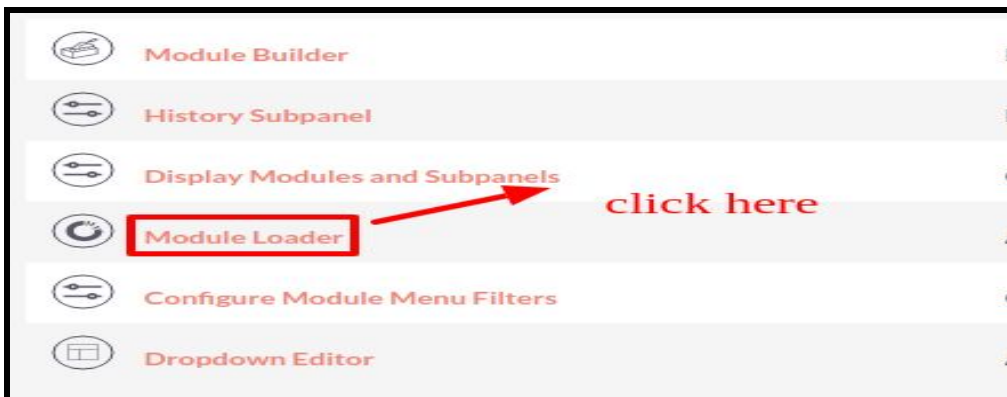 Module Builder
History Subpanel
Display Modules and Subpanels
click here
Module Loader
Configure Module Menu Filters
Dropdown Editor